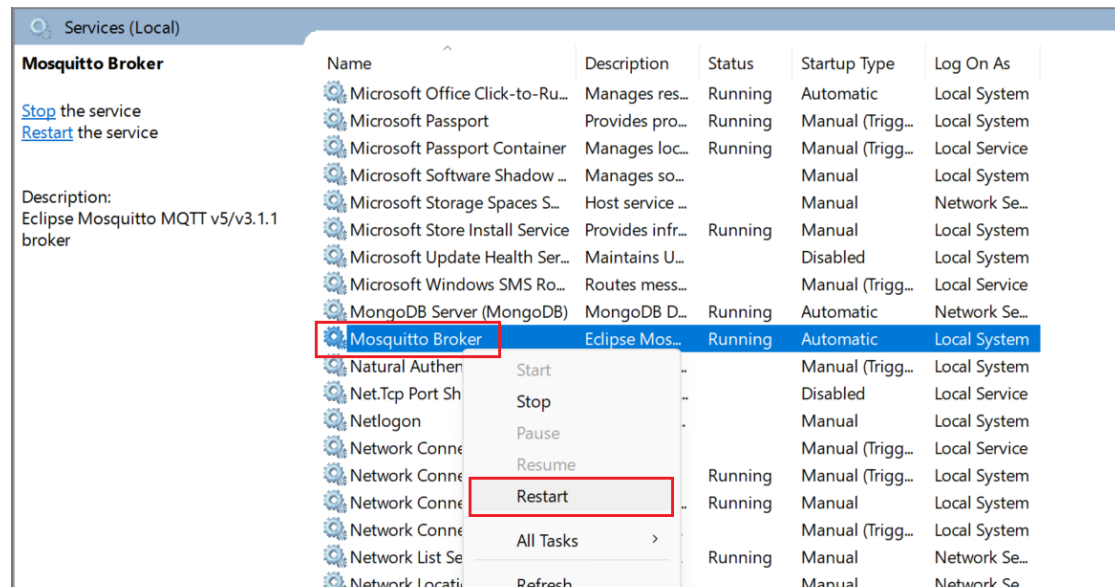 Services (Local)
Mosquitto Broker
Stop the service
Restart the service
Description:
Eclipse Mosquitto MQTT v5/v3.1.1
broker
Name Description Status Startup Type Log On As
Microsoft Office Click-to-Ru... Manages res... Running Automatic Local System
Microsoft Passport Provides pro... Running Manual (Trigg... Local System
Microsoft Passport Container Manages loc... Running Manual (Trigg... Local Service
Microsoft Software Shadow ... Manages so... Manual Local System
Microsoft Storage Spaces S... Host service ... Manual Network Se...
Microsoft Store Install Service Provides infr... Running Manual Local System
Microsoft Update Health Ser... Maintains U... Disabled Local System
Microsoft Windows SMS Ro... Routes mess... Manual (Trigg... Local Service
MongoDB Server (MongoDB) MongoDB D... Running Automatic Network Se...
Mosquitto Broker Eclipse Mos... Running Automatic Local System
Natural Authen Manual (Trigg... Local System
Net.Tcp Port Sh Disabled Local Service
Netlogon Manual Local System
Network Conne Manual (Trigg... Local Service
Network Conne Running Manual (Trigg... Local System
Network Conne Running Manual Local System
Network Conne Manual (Trigg... Local System
Network List Se Running Manual Network Se...
Network Locati Manual Network Se...
Start
Stop
Pause
Resume
Restart
All Tasks
Refresh